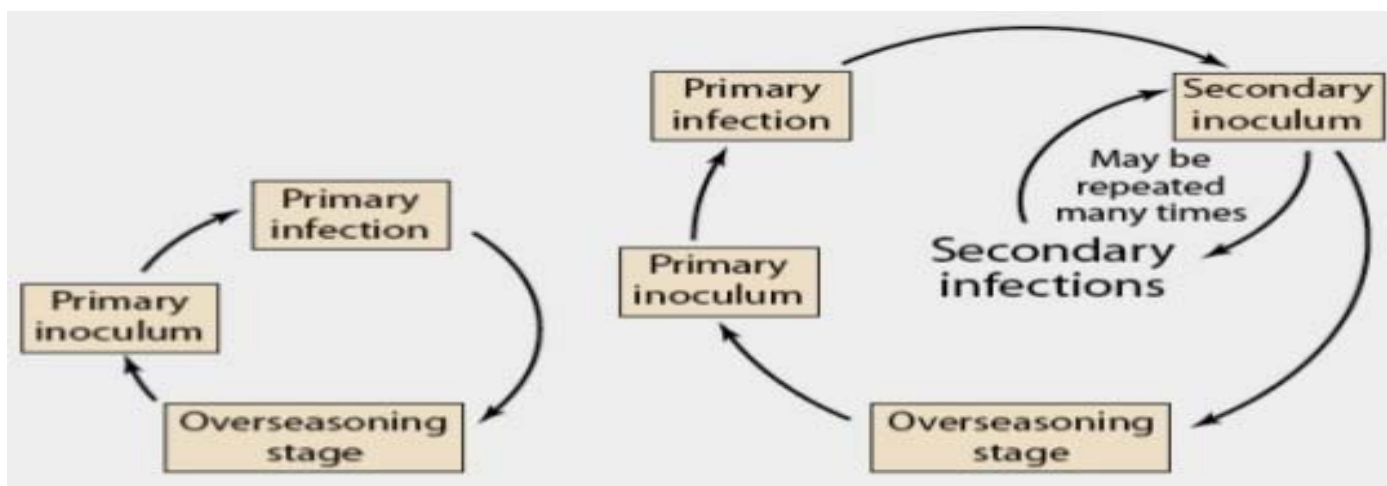 Primary
infection
Primary
inoculum
Overseasoning
stage
Primary
infection
Secondary
inoculum
May be
repeated
many times
Secondary
infections
Primary
inoculum
Overseasoning
stage